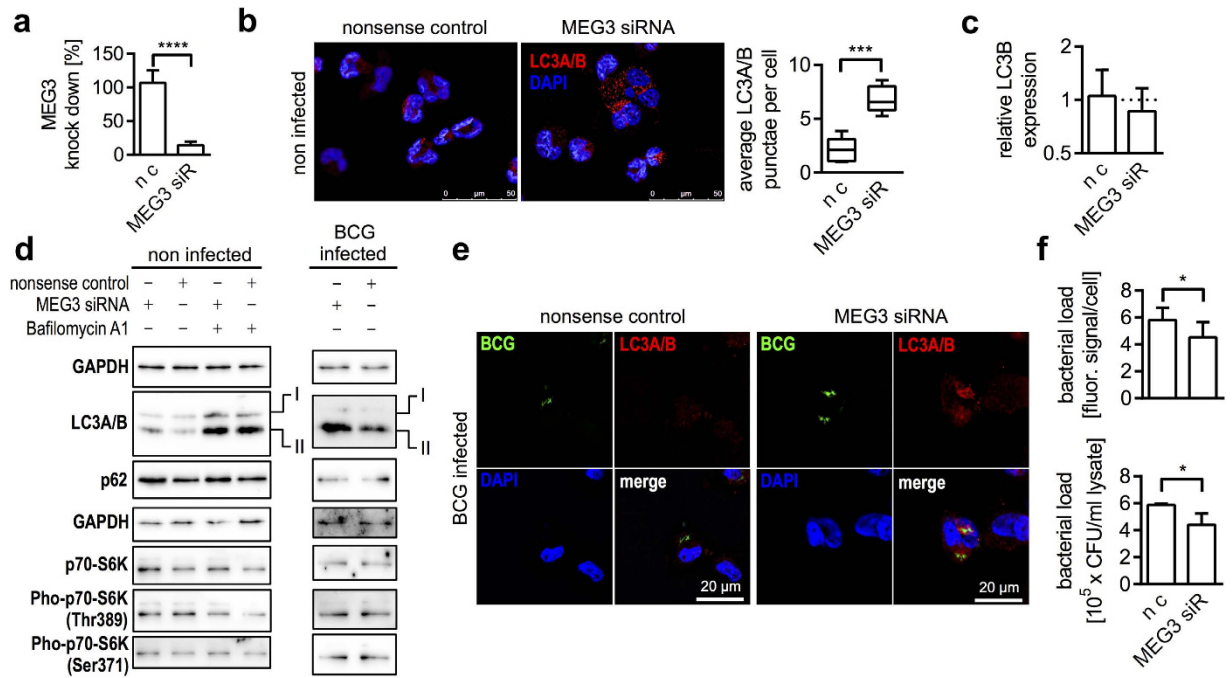 a
MEG3
knock down [%]
150
100
50
0
****
n c
MEG3 siR
b
nonsense control
MEG3 siRNA
non infected
LC3A/B
DAPI
0 µm 50
0 µm 50
average LC3A/B
punctae per cell
10
5
0
***
n c
MEG3 siR
c
relative LC3B
expression
2
1
0.5
n c
MEG3 siR
d
non infected
BCG
infected
nonsense control − + − + − +
MEG3 siRNA + − + − + −
Bafilomycin A1 − − + + − −
GAPDH
LC3A/B
I
II
I
II
p62
GAPDH
p70-S6K
Pho-p70-S6K
(Thr389)
Pho-p70-S6K
(Ser371)
e
nonsense control
MEG3 siRNA
BCG infected
BCG
LC3A/B
BCG
LC3A/B
DAPI
merge
DAPI
merge
20 µm
20 µm
f
bacterial load
[fluor. signal/cell]
8
6
4
2
0
*
bacterial load
[10⁵ x CFU/ml lysate]
8
6
4
2
0
*
n c
MEG3 siR